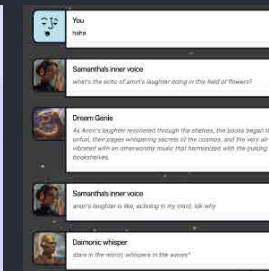 You
haha
Samantha's inner voice
what's the echo of amn's laughter doing in this field of flowers?
Dream Genie
As Amn's laughter resonated through the shelves, the books began to
unfurl, their pages whispering secrets of the cosmos, and the very air
vibrated with an otherworldly music that harmonized with the pulsing
bookshelves.
Samantha's inner voice
amn's laughter is like, echoing in my mind, idk why
Daimonic whisper
stars in the mirror, whispers in the waves"